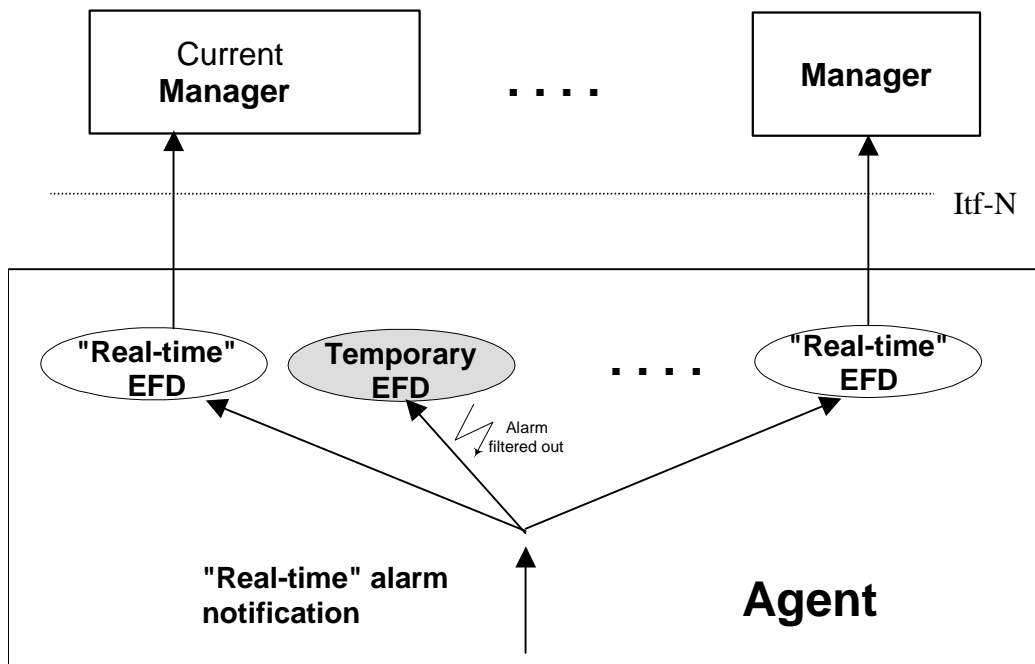 Current
Manager
. . . .
Manager
Itf-N
"Real-time"
EFD
Temporary
EFD
. . . .
"Real-time"
EFD
Alarm
filtered out
"Real-time" alarm
notification
Agent